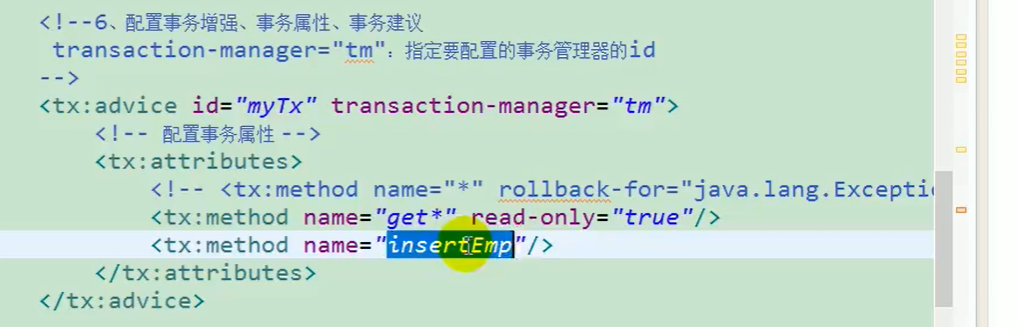 <!--6、配置事务增强、事务属性、事务建议
transaction-manager="tm"：指定要配置的事务管理器的id
-->
<tx:advice id="myTx" transaction-manager="tm">
<!-- 配置事务属性 -->
<tx:attributes>
<!-- <tx:method name="*" rollback-for="java.lang.Exceptio
<tx:method name="get*" read-only="true"/>
<tx:method name="insertEmp"/>
</tx:attributes>
</tx:advice>